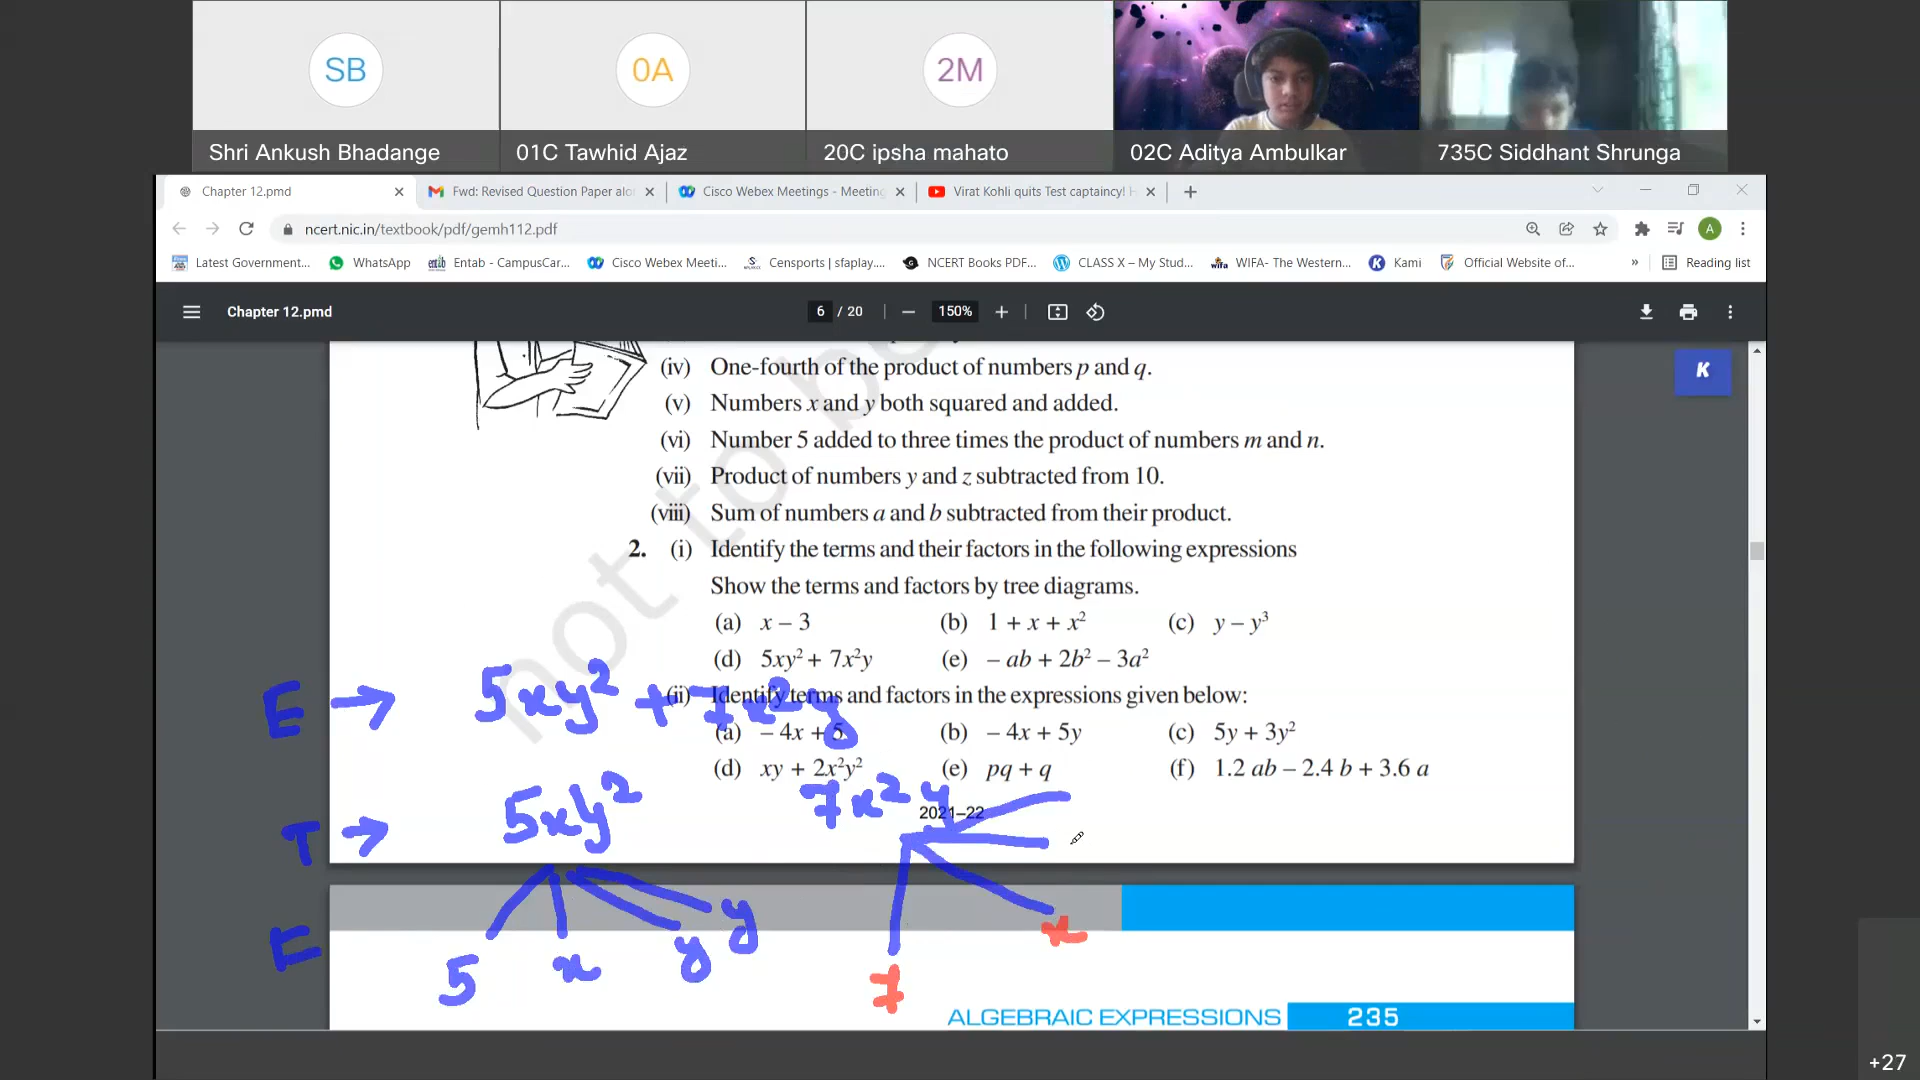 SB
0A
2M
Shri Ankush Bhadange
01C Tawhid Ajaz
20C ipsha mahato
02C Aditya Ambulkar
735C Siddhant Shrunga
Chapter 12.pmd
Fwd: Revised Question Paper alo
Cisco Webex Meetings - Meeting
Virat Kohli quits Test captaincy!
ncert.nic.in/textbook/pdf/gemh112.pdf
A
Latest Government...
WhatsApp
Entab - CampusCar...
Cisco Webex Meeti...
Censports | sfaplay....
NCERT Books PDF...
CLASS X – My Stud...
WIFA- The Western...
Kami
Official Website of...
»
Reading list
Chapter 12.pmd
6 / 20
150%
K
not to be
(iv) One-fourth of the product of numbers p and q.
(v) Numbers x and y both squared and added.
(vi) Number 5 added to three times the product of numbers m and n.
(vii) Product of numbers y and z subtracted from 10.
(viii) Sum of numbers a and b subtracted from their product.
2. (i) Identify the terms and their factors in the following expressions
Show the terms and factors by tree diagrams.
(a) x – 3 (b) 1 + x + x² (c) y – y³
(d) 5xy² + 7x²y (e) – ab + 2b² – 3a²
(ii) Identify terms and factors in the expressions given below:
(a) – 4x + 5 (b) – 4x + 5y (c) 5y + 3y²
(d) xy + 2x²y² (e) pq + q (f) 1.2 ab – 2.4 b + 3.6 a
2021–22
E → 5xy² + 7x²y
T → 5xy² 7x²y
5 x y y
7 x
ALGEBRAIC EXPRESSIONS 235
+27